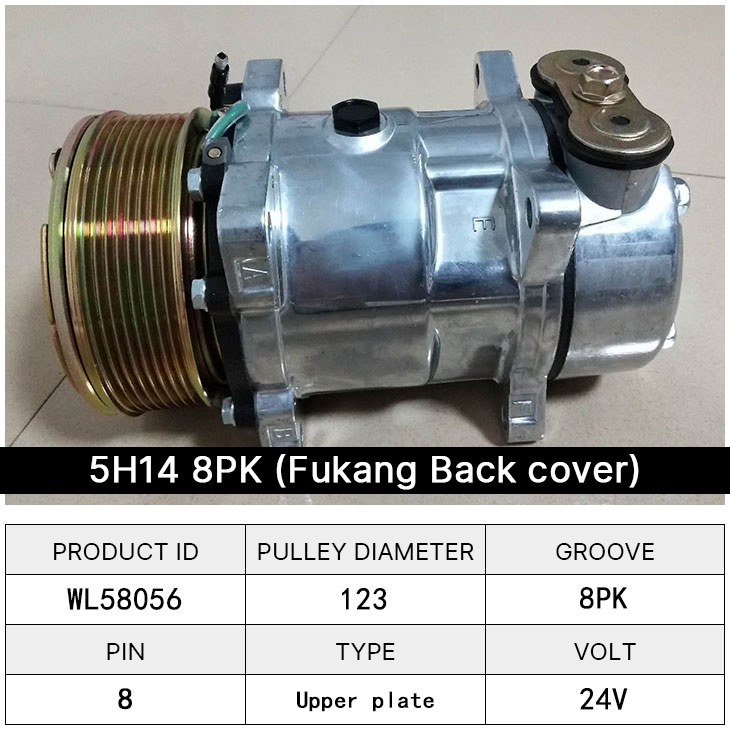 E
V
F
B
5H14 8PK (Fukang Back cover)
PRODUCT ID PULLEY DIAMETER GROOVE
WL58056 123 8PK
PIN TYPE VOLT
8 Upper plate 24V